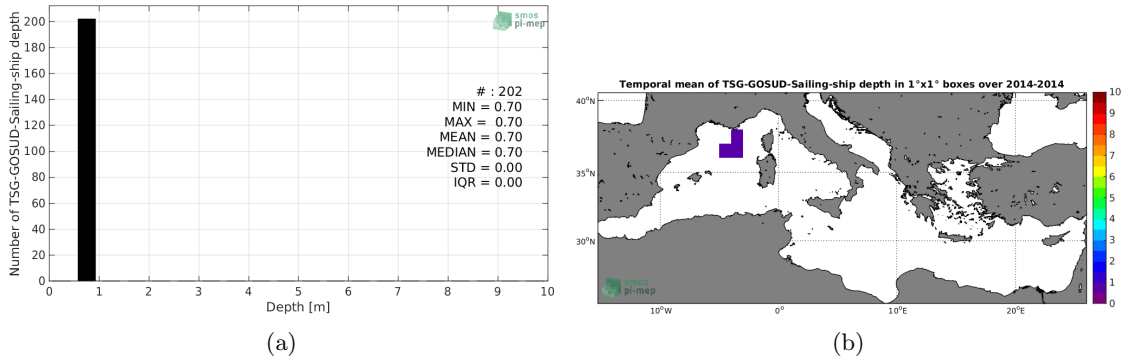 Number of TSG-GOSUD-Sailing-ship depth
200
180
160
140
120
100
80
60
40
20
0
0 1 2 3 4 5 6 7 8 9 10
Depth [m]
smos
pi-mep
# : 202
MIN = 0.70
MAX = 0.70
MEAN = 0.70
MEDIAN = 0.70
STD = 0.00
IQR = 0.00
(a)
Temporal mean of TSG-GOSUD-Sailing-ship depth in 1°x1° boxes over 2014-2014
40°N
35°N
30°N
10°W 0° 10°E 20°E
smos
pi-mep
10
9
8
7
6
5
4
3
2
1
0
(b)